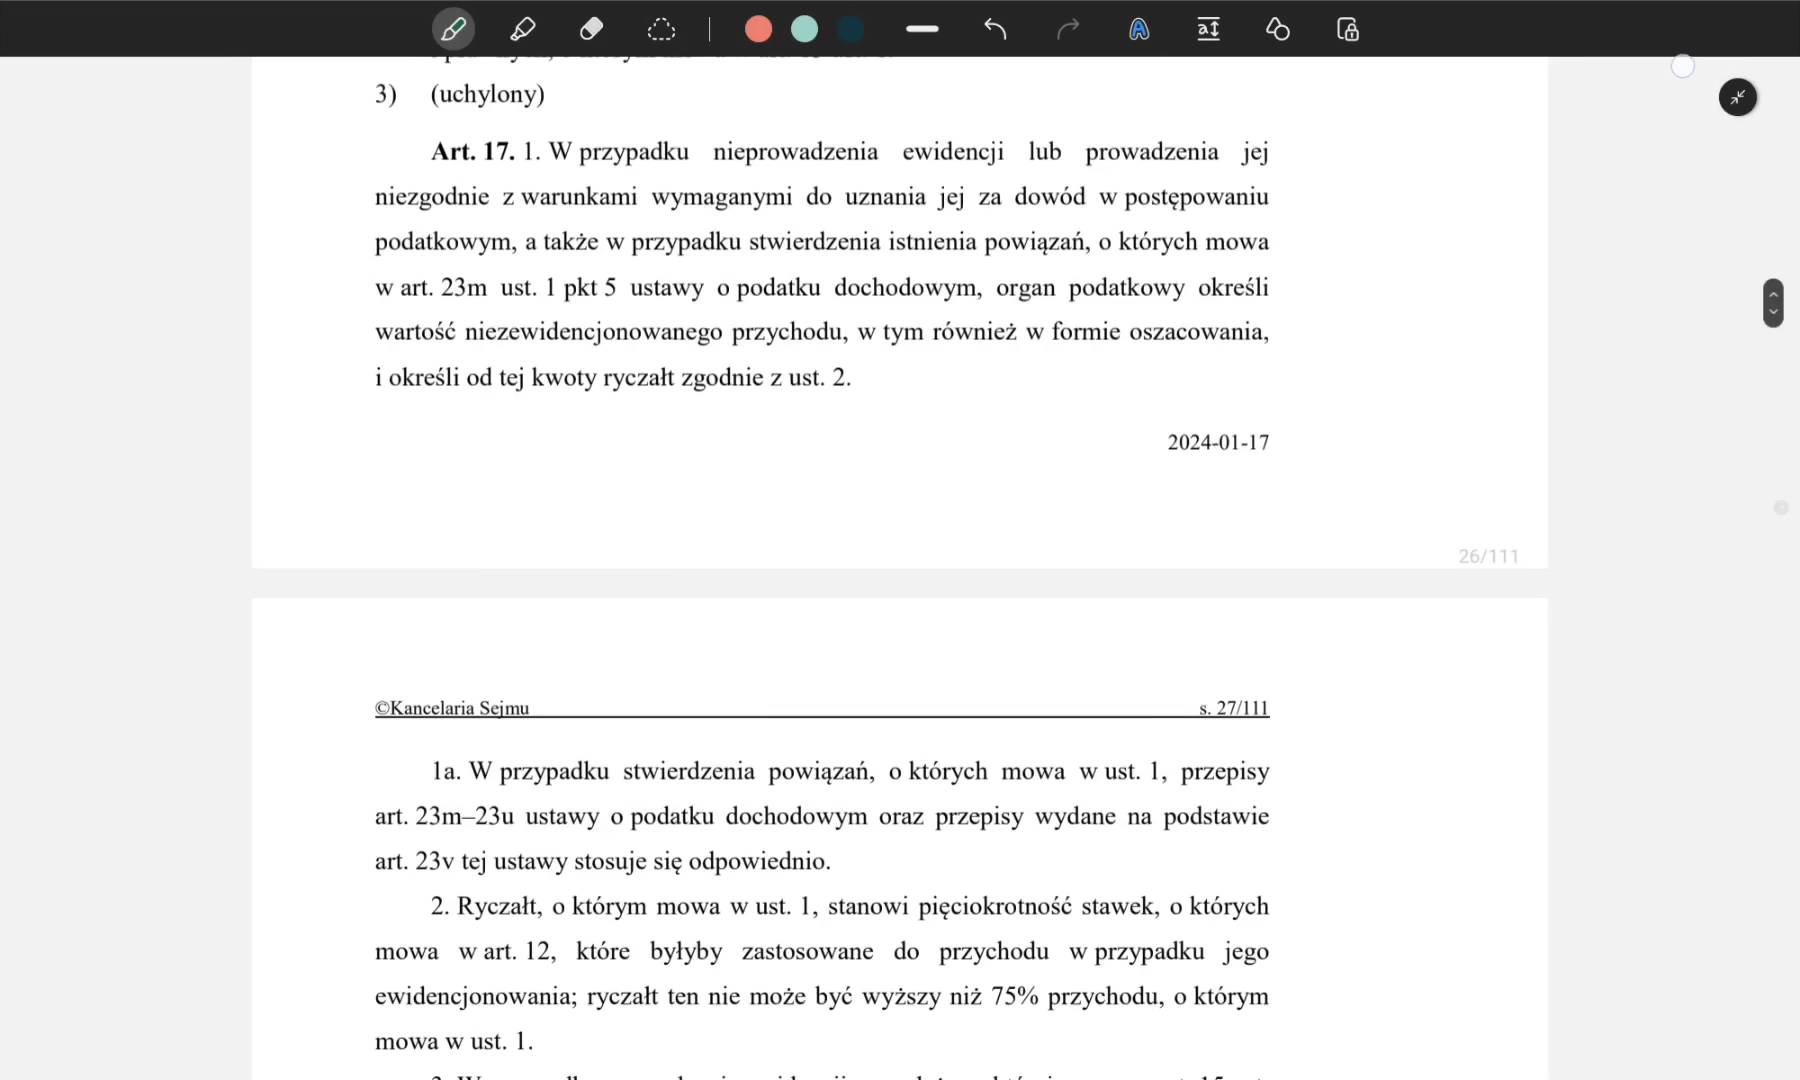 3) (uchylony)
Art. 17. 1. W przypadku nieprowadzenia ewidencji lub prowadzenia jej
niezgodnie z warunkami wymaganymi do uznania jej za dowód w postępowaniu
podatkowym, a także w przypadku stwierdzenia istnienia powiązań, o których mowa
w art. 23m ust. 1 pkt 5 ustawy o podatku dochodowym, organ podatkowy określi
wartość niezewidencjonowanego przychodu, w tym również w formie oszacowania,
i określi od tej kwoty ryczałt zgodnie z ust. 2.
2024-01-17
26/111
©Kancelaria Sejmu s. 27/111
1a. W przypadku stwierdzenia powiązań, o których mowa w ust. 1, przepisy
art. 23m–23u ustawy o podatku dochodowym oraz przepisy wydane na podstawie
art. 23v tej ustawy stosuje się odpowiednio.
2. Ryczałt, o którym mowa w ust. 1, stanowi pięciokrotność stawek, o których
mowa w art. 12, które byłyby zastosowane do przychodu w przypadku jego
ewidencjonowania; ryczałt ten nie może być wyższy niż 75% przychodu, o którym
mowa w ust. 1.